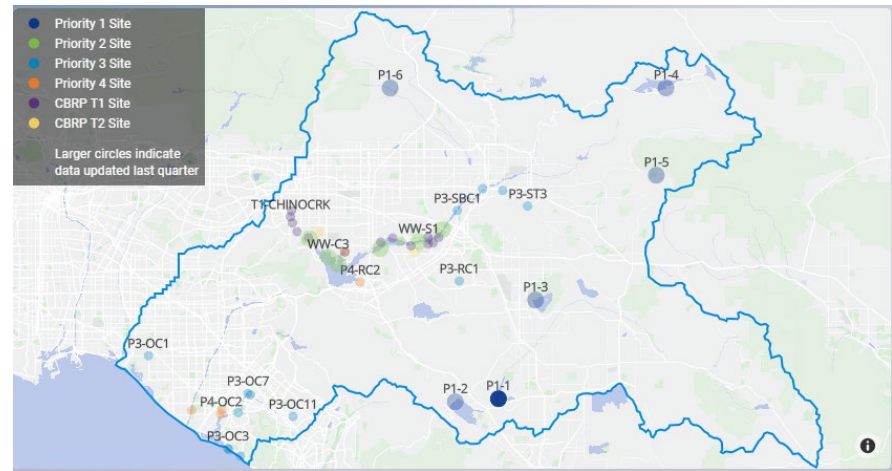 Priority 1 Site
Priority 2 Site
Priority 3 Site
Priority 4 Site
CBRP T1 Site
CBRP T2 Site
Larger circles indicate
data updated last quarter
P1-6
P1-4
P1-5
P3-SBC1
P3-ST3
T1-CHINOCRK
WW-S1
WW-C3
P4-RC2
P3-RC1
P1-3
P3-OC1
P3-OC7
P1-2
P1-1
P4-OC2
P3-OC11
P3-OC3